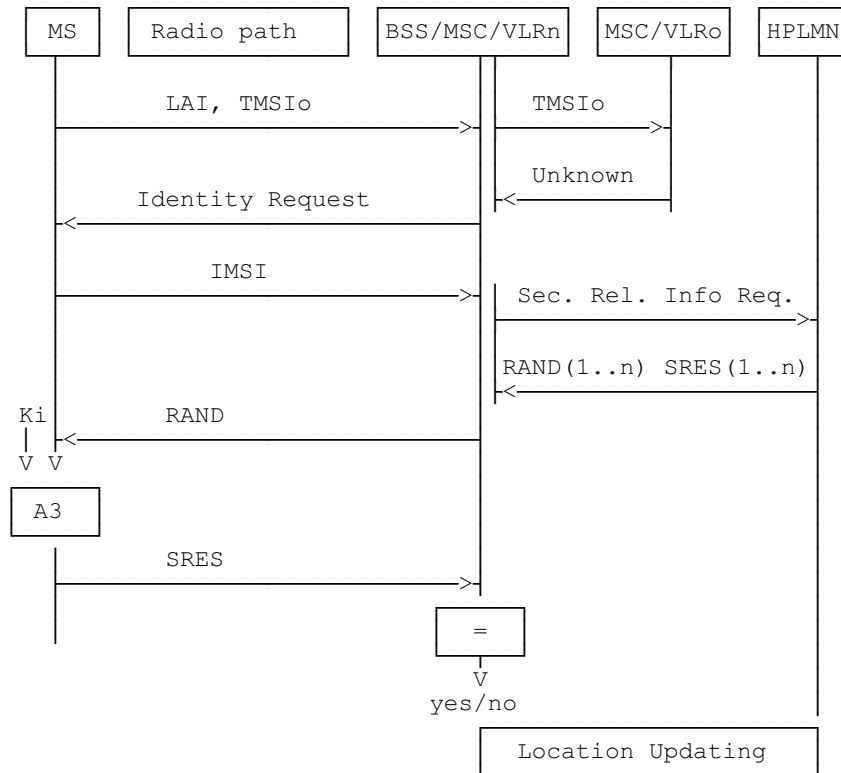 MS Radio path BSS/MSC/VLRn MSC/VLRo HPLMN
LAI, TMSIo TMSIo
Unknown
Identity Request
IMSI
Sec. Rel. Info Req.
RAND(1..n) SRES(1..n)
Ki RAND
V V
A3
SRES
=
V
yes/no
Location Updating